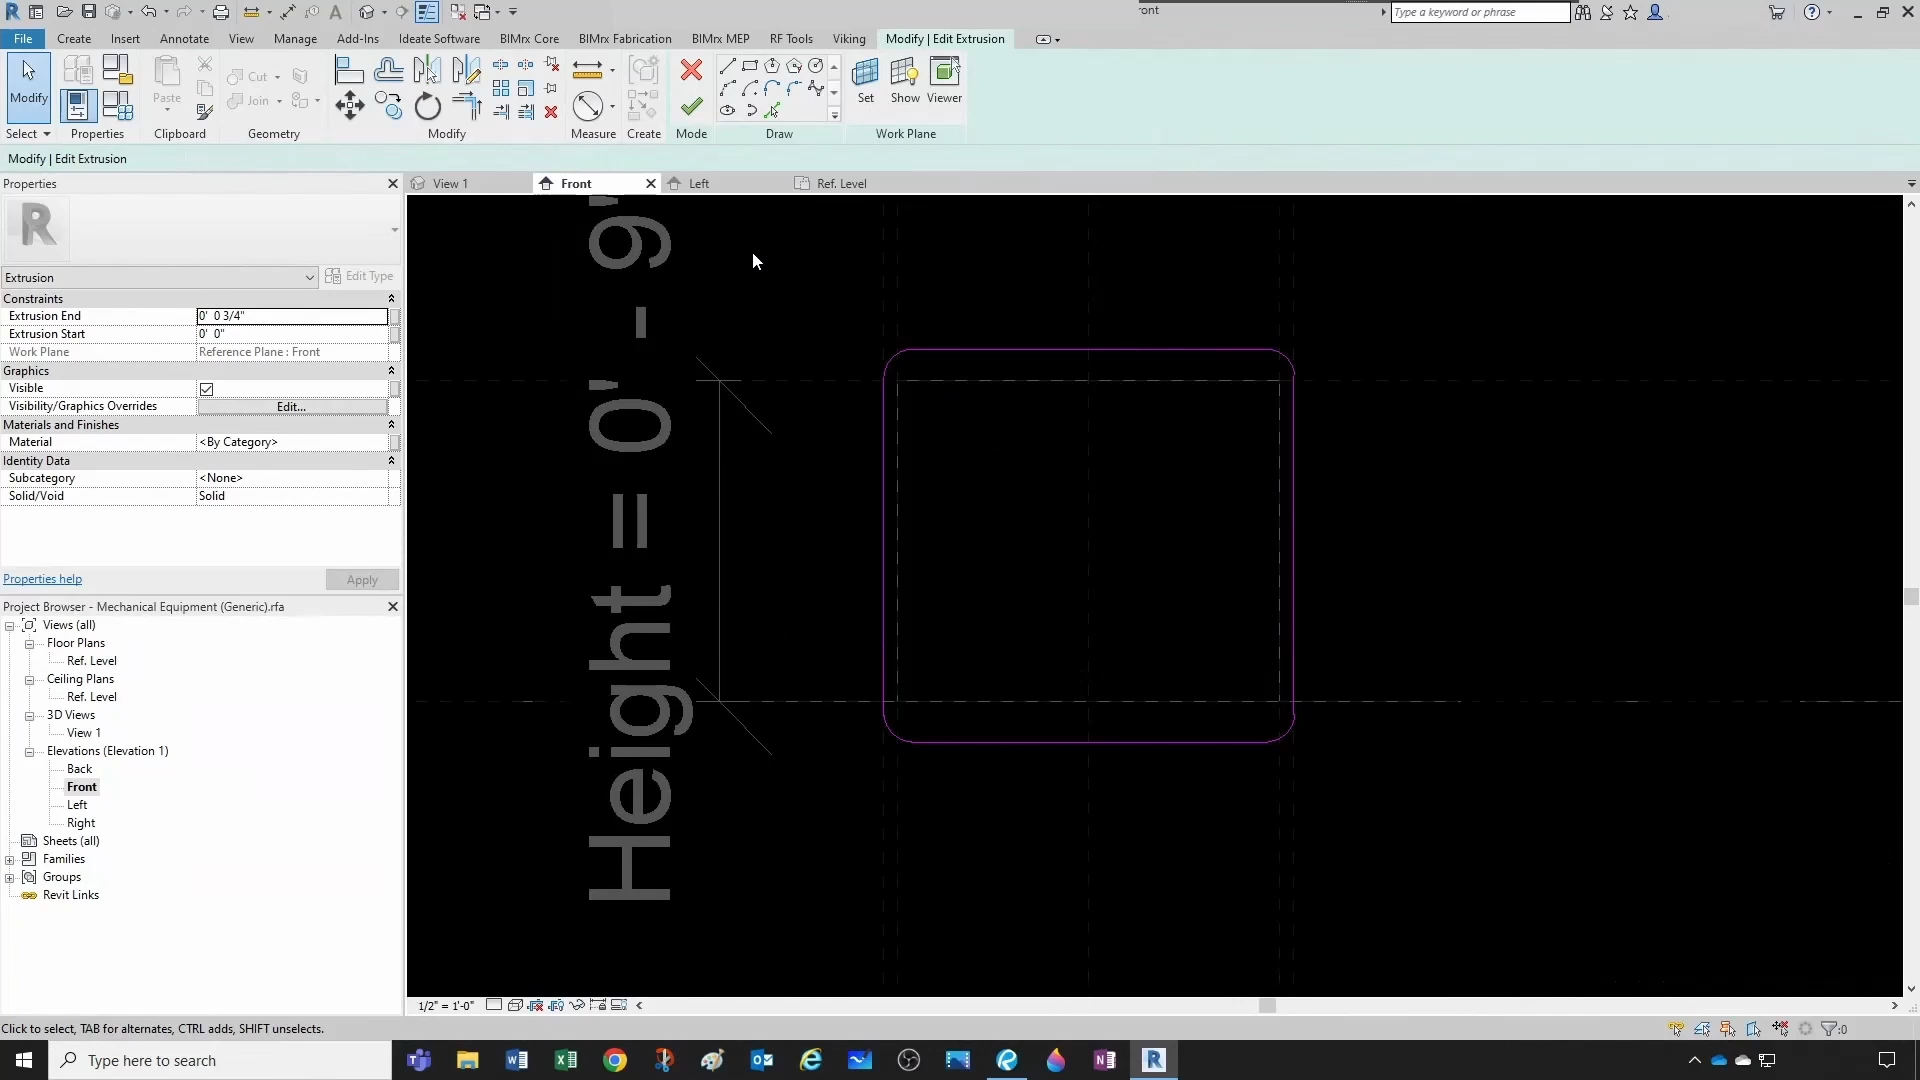 ront
Type a keyword or phrase
File Create Insert Annotate View Manage Add-Ins Ideate Software BIMrx Core BIMrx Fabrication BIMrx MEP RF Tools Viking Modify | Edit Extrusion
Modify Paste Cut Join Set Show Viewer
Select Properties Clipboard Geometry Modify Measure Create Mode Draw Work Plane
Modify | Edit Extrusion
Properties
View 1 Front Left Ref. Level
Extrusion Edit Type
Constraints
Extrusion End 0' 0 3/4"
Extrusion Start 0' 0"
Work Plane Reference Plane : Front
Graphics
Visible
Visibility/Graphics Overrides Edit...
Materials and Finishes
Material <By Category>
Identity Data
Subcategory <None>
Solid/Void Solid
Properties help Apply
Project Browser - Mechanical Equipment (Generic).rfa
Views (all)
Floor Plans
Ref. Level
Ceiling Plans
Ref. Level
3D Views
View 1
Elevations (Elevation 1)
Back
Front
Left
Right
Sheets (all)
Families
Groups
Revit Links
Height = 0' - 9"
1/2" = 1'-0"
Click to select, TAB for alternates, CTRL adds, SHIFT unselects.
:0
Type here to search